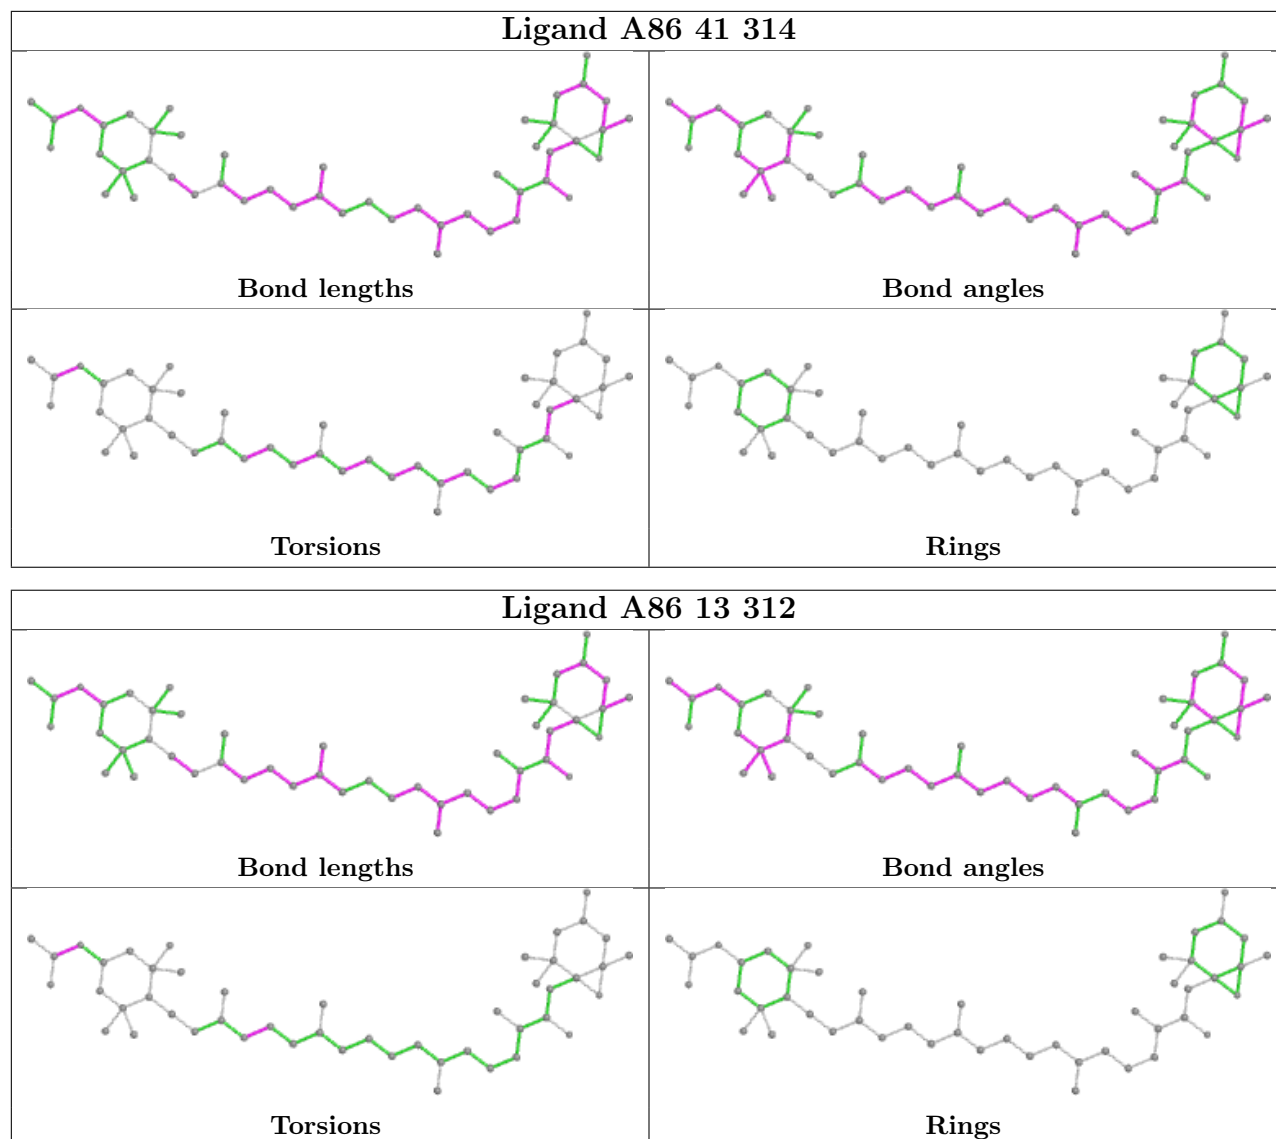 Ligand A86 41 314
Bond lengths
Bond angles
Torsions
Rings
Ligand A86 13 312
Bond lengths
Bond angles
Torsions
Rings